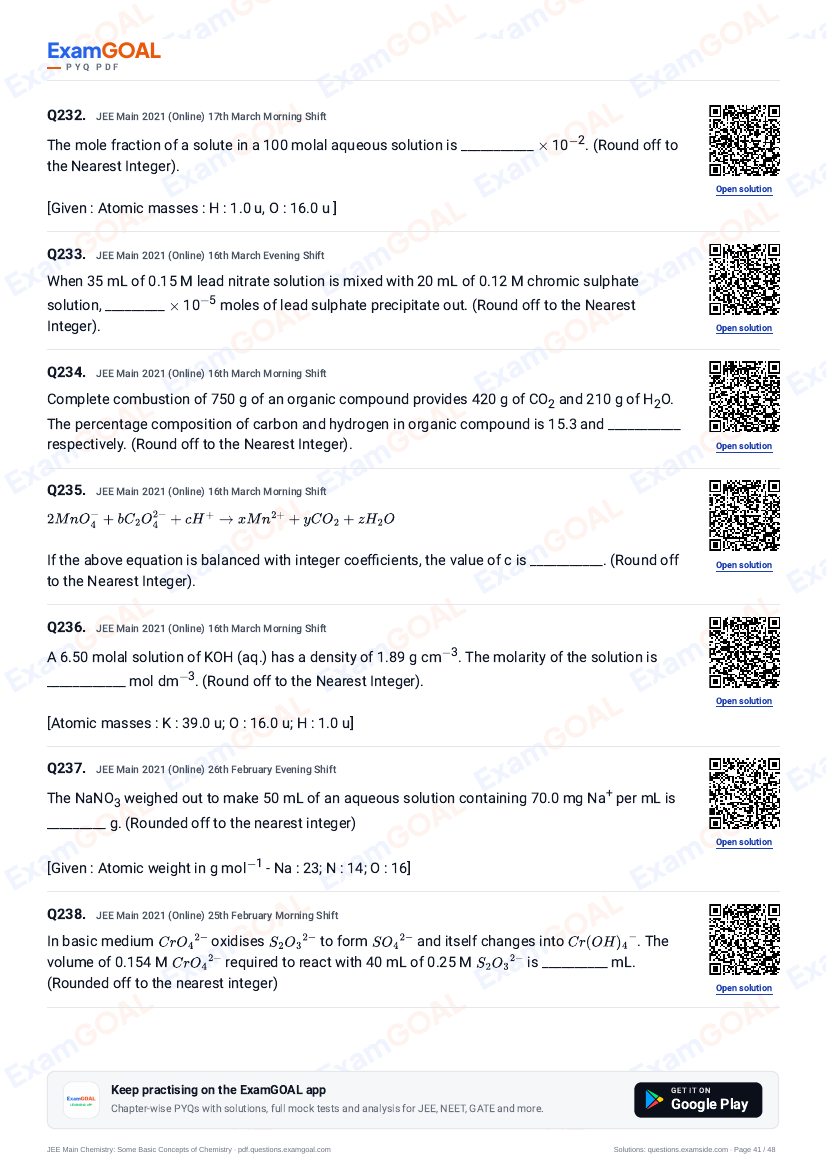 ExamGOAL
PYQ PDF
Q232. JEE Main 2021 (Online) 17th March Morning Shift
The mole fraction of a solute in a 100 molal aqueous solution is ___________ × 10⁻². (Round off to
the Nearest Integer).
[Given : Atomic masses : H : 1.0 u, O : 16.0 u ]
Open solution
Q233. JEE Main 2021 (Online) 16th March Evening Shift
When 35 mL of 0.15 M lead nitrate solution is mixed with 20 mL of 0.12 M chromic sulphate
solution, _________ × 10⁻⁵ moles of lead sulphate precipitate out. (Round off to the Nearest
Integer).
Open solution
Q234. JEE Main 2021 (Online) 16th March Morning Shift
Complete combustion of 750 g of an organic compound provides 420 g of CO₂ and 210 g of H₂O.
The percentage composition of carbon and hydrogen in organic compound is 15.3 and ___________
respectively. (Round off to the Nearest Integer).
Open solution
Q235. JEE Main 2021 (Online) 16th March Morning Shift
2MnO₄⁻ + bC₂O₄²⁻ + cH⁺ → xMn²⁺ + yCO₂ + zH₂O
If the above equation is balanced with integer coefficients, the value of c is ___________. (Round off
to the Nearest Integer).
Open solution
Q236. JEE Main 2021 (Online) 16th March Morning Shift
A 6.50 molal solution of KOH (aq.) has a density of 1.89 g cm⁻³. The molarity of the solution is
____________ mol dm⁻³. (Round off to the Nearest Integer).
[Atomic masses : K : 39.0 u; O : 16.0 u; H : 1.0 u]
Open solution
Q237. JEE Main 2021 (Online) 26th February Evening Shift
The NaNO₃ weighed out to make 50 mL of an aqueous solution containing 70.0 mg Na⁺ per mL is
_________ g. (Rounded off to the nearest integer)
[Given : Atomic weight in g mol⁻¹ - Na : 23; N : 14; O : 16]
Open solution
Q238. JEE Main 2021 (Online) 25th February Morning Shift
In basic medium CrO₄²⁻ oxidises S₂O₃²⁻ to form SO₄²⁻ and itself changes into Cr(OH)₄⁻. The
volume of 0.154 M CrO₄²⁻ required to react with 40 mL of 0.25 M S₂O₃²⁻ is __________ mL.
(Rounded off to the nearest integer)
Open solution
Keep practising on the ExamGOAL app
Chapter-wise PYQs with solutions, full mock tests and analysis for JEE, NEET, GATE and more.
GET IT ON
Google Play
JEE Main Chemistry: Some Basic Concepts of Chemistry · pdf.questions.examgoal.com
Solutions: questions.examside.com · Page 41 / 48